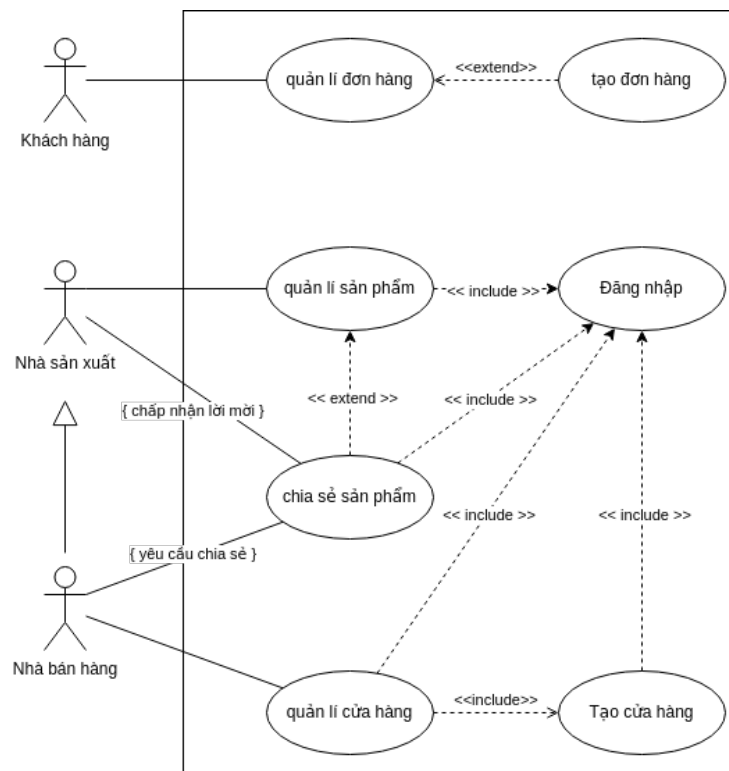 quản lí đơn hàng
<<extend>>
tạo đơn hàng
Khách hàng
quản lí sản phẩm
<< include >>
Đăng nhập
Nhà sản xuất
<< extend >>
<< include >>
{ chấp nhận lời mời }
chia sẻ sản phẩm
<< include >>
<< include >>
{ yêu cầu chia sẻ }
Nhà bán hàng
quản lí cửa hàng
<<include>>
Tạo cửa hàng